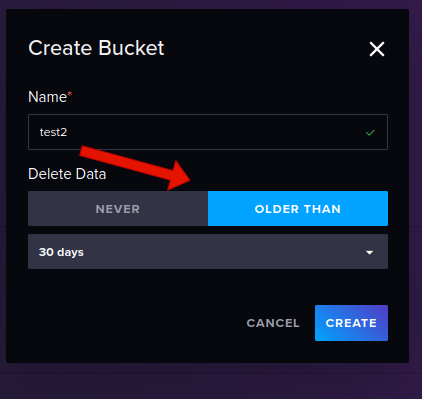 Create Bucket
Name*
test2
Delete Data
NEVER OLDER THAN
30 days
CANCEL CREATE